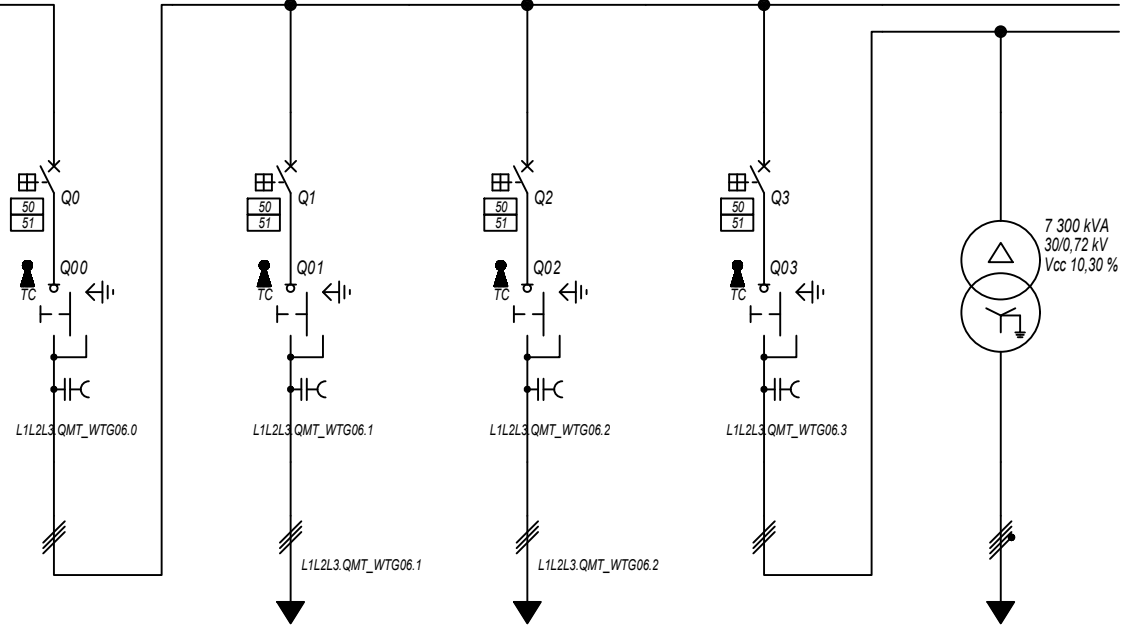 Q0
50
51
Q00
TC
L1L2L3.QMT_WTG06.0
Q1
50
51
Q01
TC
L1L2L3.QMT_WTG06.1
L1L2L3.QMT_WTG06.1
Q2
50
51
Q02
TC
L1L2L3.QMT_WTG06.2
L1L2L3.QMT_WTG06.2
Q3
50
51
Q03
TC
L1L2L3.QMT_WTG06.3
7 300 kVA
30/0,72 kV
Vcc 10,30 %